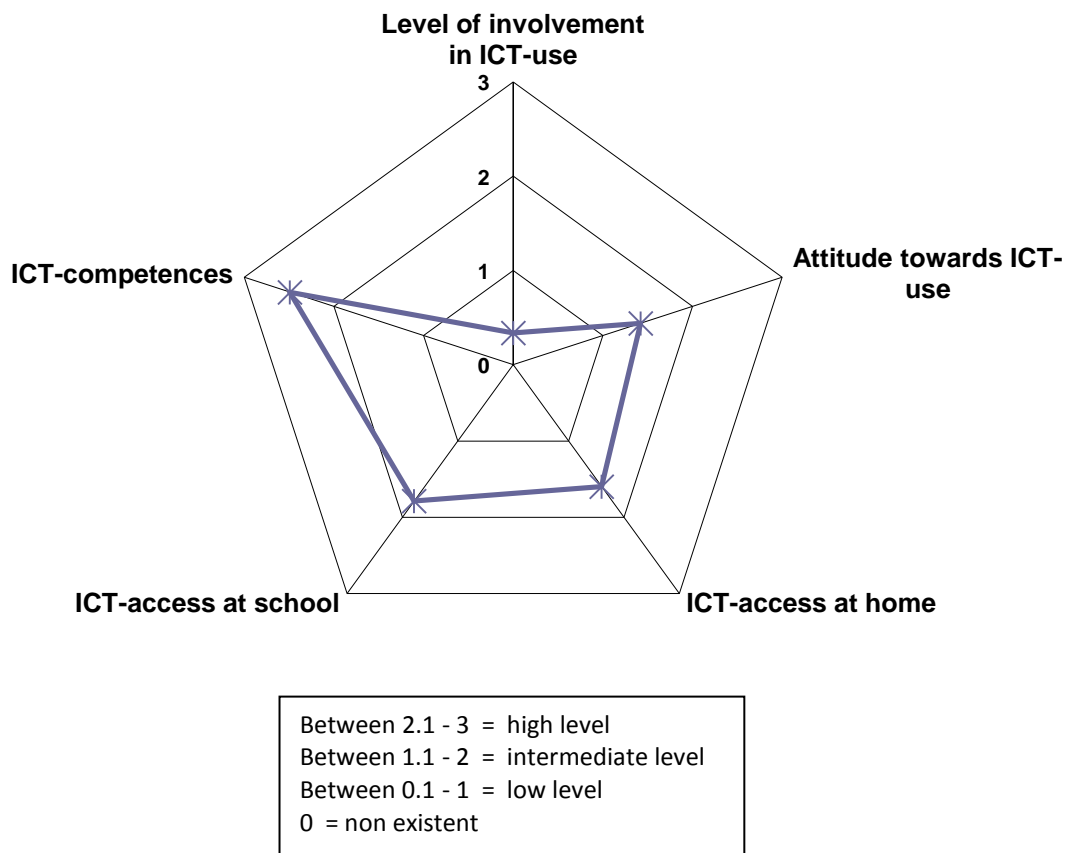 Level of involvement
in ICT-use
3
2
1
0
Attitude towards ICT-
use
ICT-competences
ICT-access at school
ICT-access at home
Between 2.1 - 3 = high level
Between 1.1 - 2 = intermediate level
Between 0.1 - 1 = low level
0 = non existent